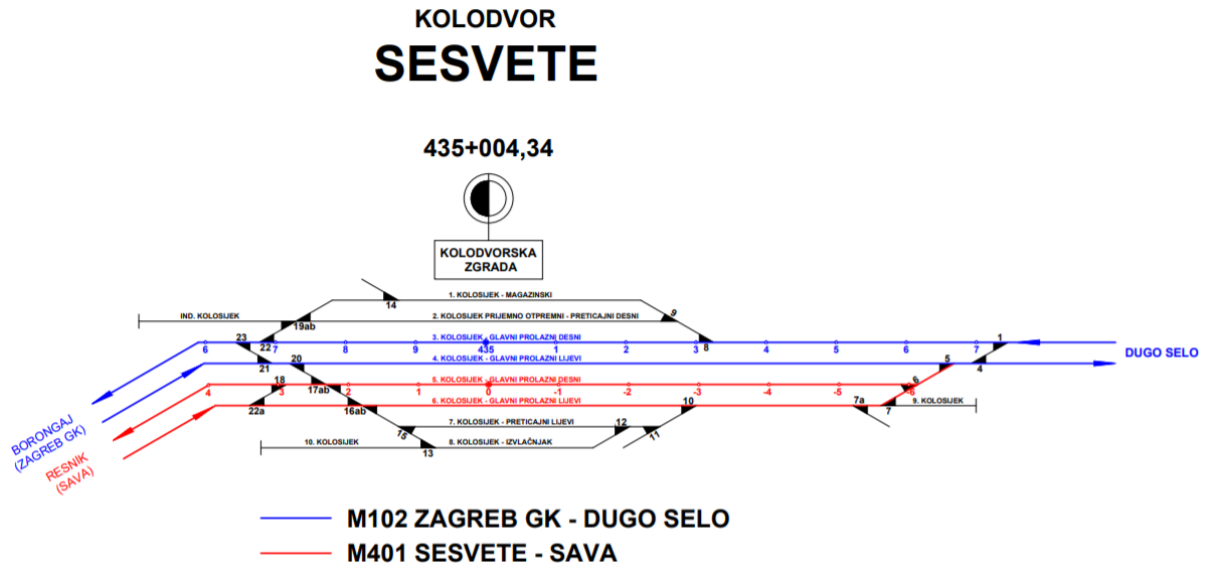 KOLODVOR
SESVETE
435+004,34
KOLODVORSKA
ZGRADA
14
1. KOLOSIJEK - MAGAZINSKI
IND. KOLOSIJEK
19ab
2. KOLOSIJEK PRIJEMNO OTPREMNI - PRETICAJNI DESNI
9
23
22
3. KOLOSIJEK - GLAVNI PROLAZNI DESNI
8
1
6 7 8 9 435 1 2 3 4 5 6 7
DUGO SELO
21
20
4. KOLOSIJEK - GLAVNI PROLAZNI LIJEVI
5
4
18
17ab
5. KOLOSIJEK - GLAVNI PROLAZNI DESNI
6
4 3 2 1 0 -1 -2 -3 -4 -5 -6
22a
16ab
6. KOLOSIJEK - GLAVNI PROLAZNI LIJEVI
10
7a
7
9. KOLOSIJEK
15
7. KOLOSIJEK - PRETICAJNI LIJEVI
12
11
10. KOLOSIJEK
13
8. KOLOSIJEK - IZVLAČNJAK
BORONGAJ
(ZAGREB GK)
RESNIK
(SAVA)
M102 ZAGREB GK - DUGO SELO
M401 SESVETE - SAVA